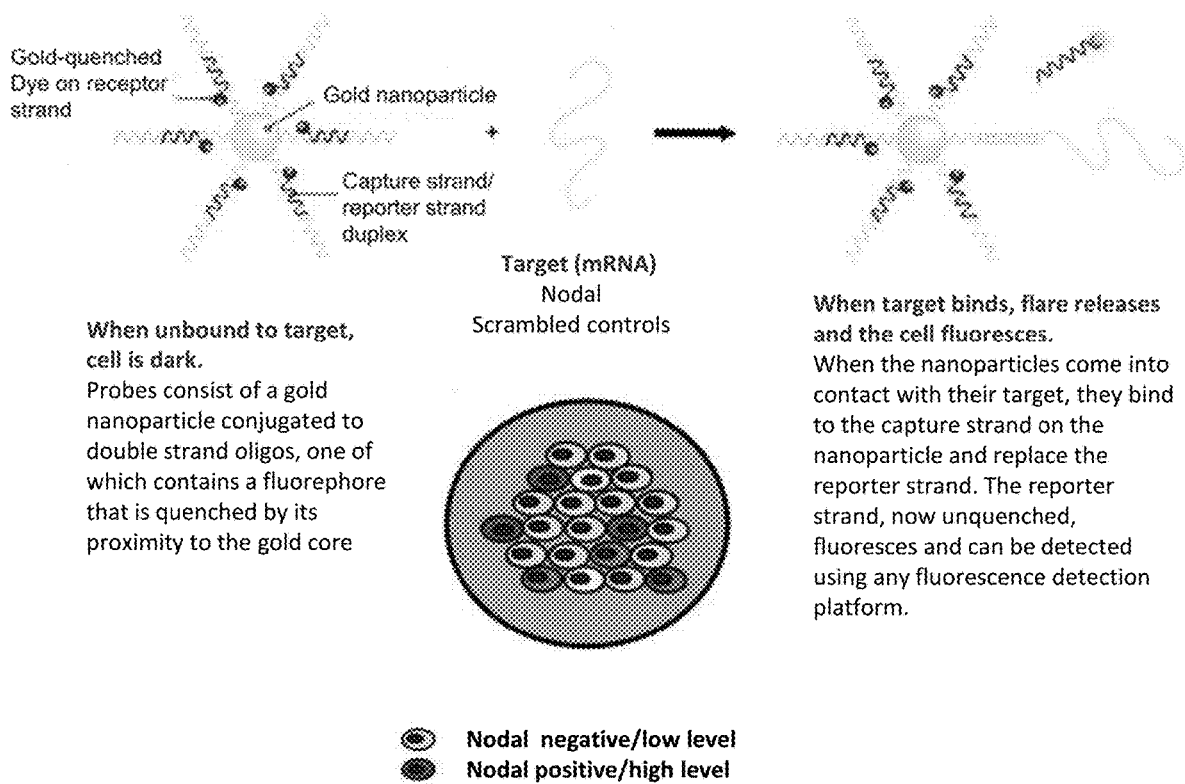 Gold-quenched
Dye on receptor
strand
Gold nanoparticle
+
Capture strand/
reporter strand
duplex
Target (mRNA)
Nodal
Scrambled controls
When unbound to target,
cell is dark.
Probes consist of a gold
nanoparticle conjugated to
double strand oligos, one of
which contains a fluorephore
that is quenched by its
proximity to the gold core
When target binds, flare releases
and the cell fluoresces.
When the nanoparticles come into
contact with their target, they bind
to the capture strand on the
nanoparticle and replace the
reporter strand. The reporter
strand, now unquenched,
fluoresces and can be detected
using any fluorescence detection
platform.
Nodal negative/low level
Nodal positive/high level